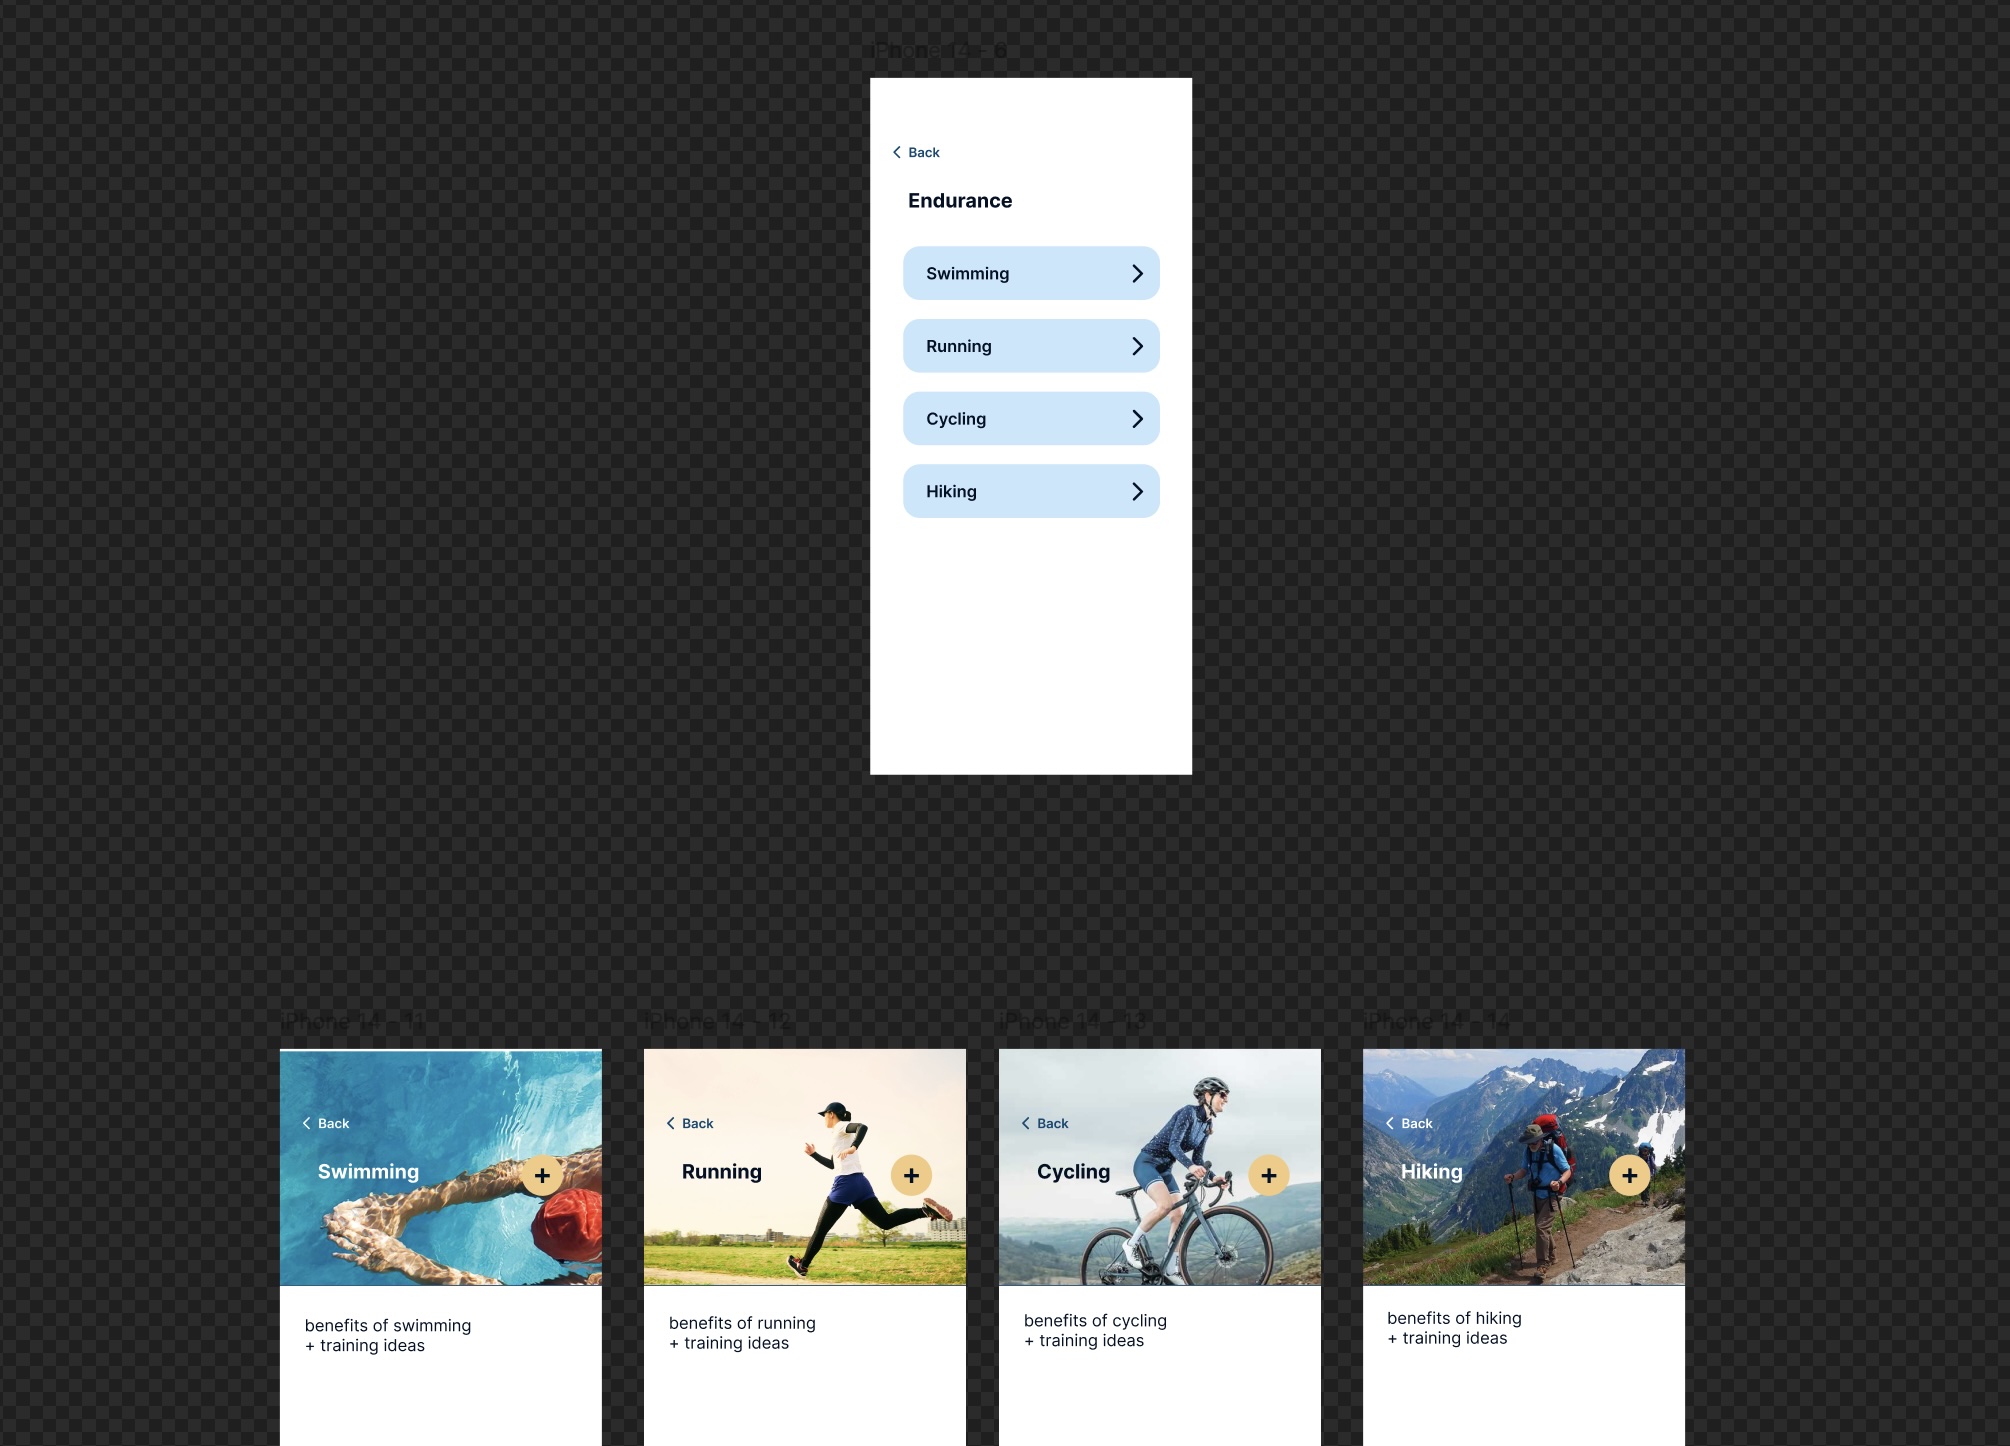 iPhone 14 - 6
Back
Endurance
Swimming
Running
Cycling
Hiking
iPhone 14 - 11
iPhone 14 - 12
iPhone 14 - 13
iPhone 14 - 14
Back
Swimming
+
benefits of swimming
+ training ideas
Back
Running
+
benefits of running
+ training ideas
Back
Cycling
+
benefits of cycling
+ training ideas
Back
Hiking
+
benefits of hiking
+ training ideas